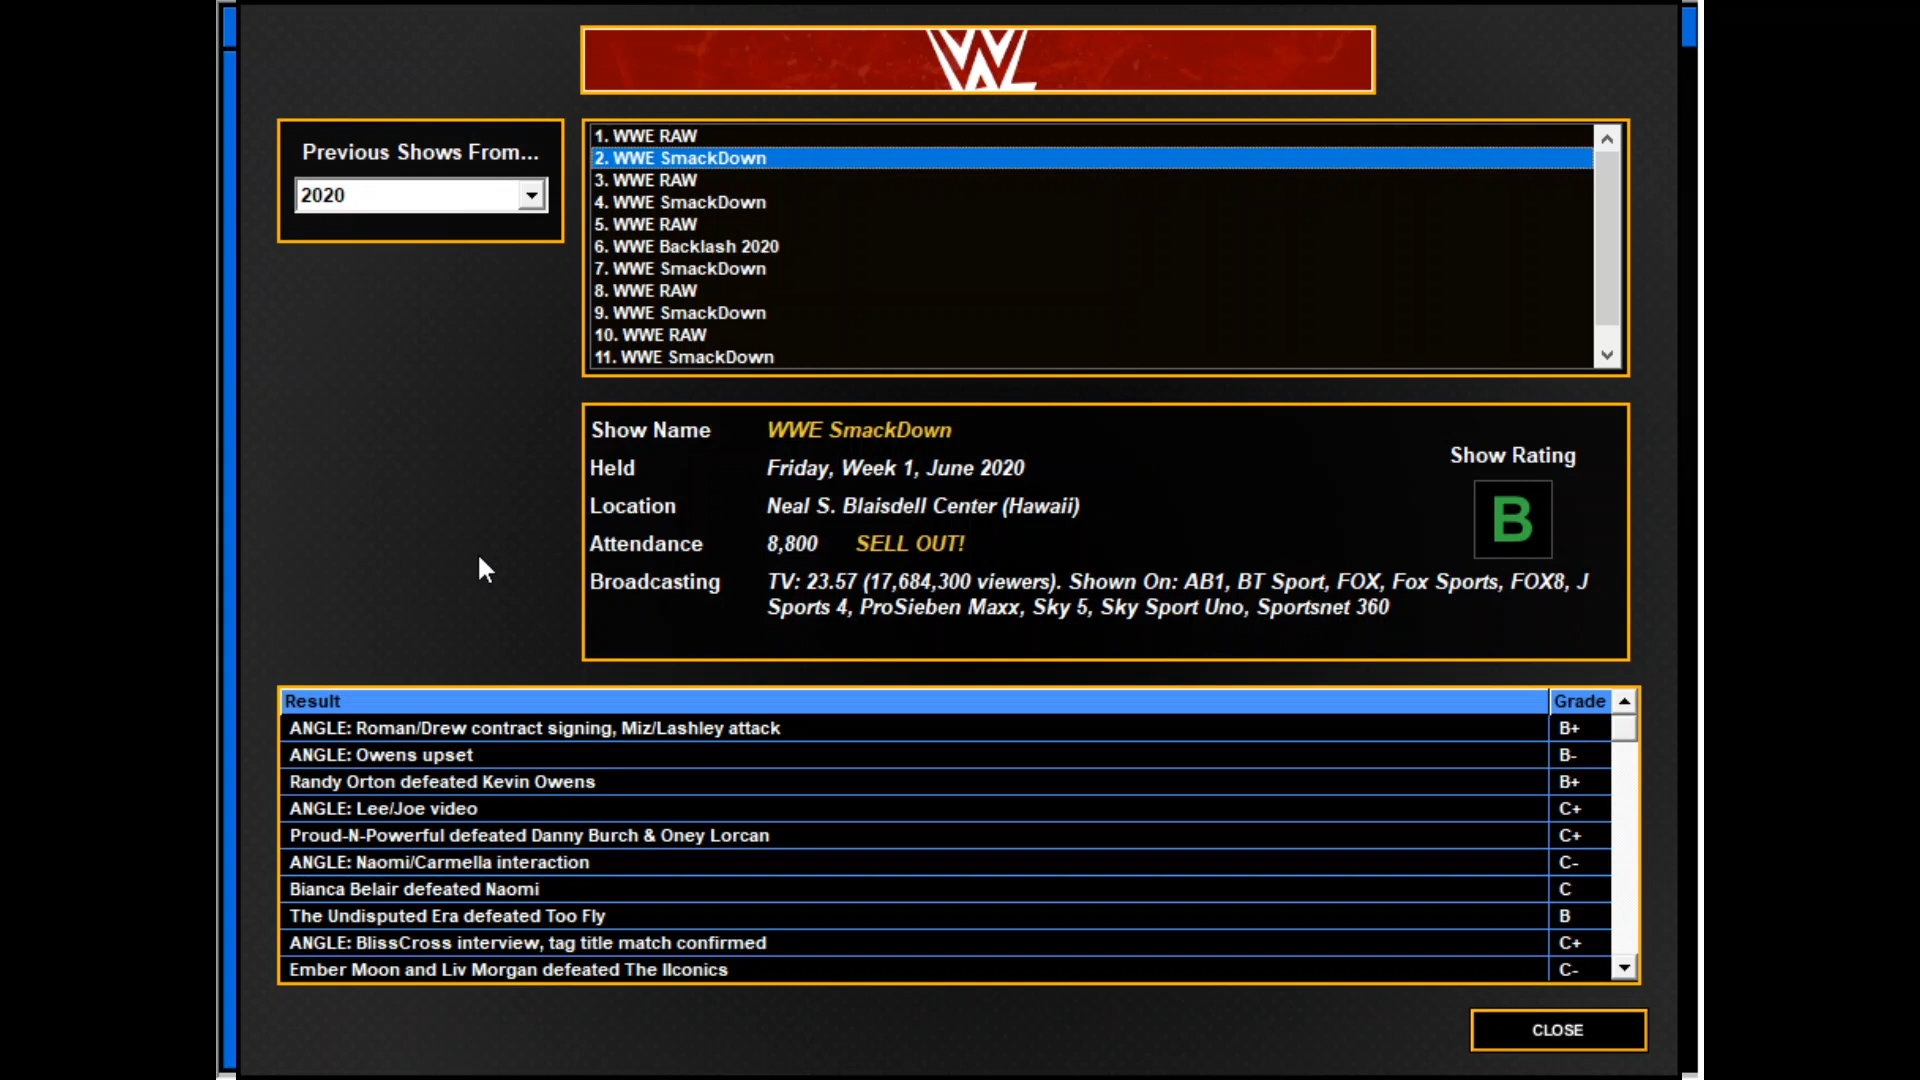 Previous Shows From...
2020
1. WWE RAW
2. WWE SmackDown
3. WWE RAW
4. WWE SmackDown
5. WWE RAW
6. WWE Backlash 2020
7. WWE SmackDown
8. WWE RAW
9. WWE SmackDown
10. WWE RAW
11. WWE SmackDown
Show Name WWE SmackDown
Held Friday, Week 1, June 2020
Location Neal S. Blaisdell Center (Hawaii)
Attendance 8,800 SELL OUT!
Broadcasting TV: 23.57 (17,684,300 viewers). Shown On: AB1, BT Sport, FOX, Fox Sports, FOX8, J
Sports 4, ProSieben Maxx, Sky 5, Sky Sport Uno, Sportsnet 360
Show Rating
B
Result Grade
ANGLE: Roman/Drew contract signing, Miz/Lashley attack B+
ANGLE: Owens upset B-
Randy Orton defeated Kevin Owens B+
ANGLE: Lee/Joe video C+
Proud-N-Powerful defeated Danny Burch & Oney Lorcan C+
ANGLE: Naomi/Carmella interaction C-
Bianca Belair defeated Naomi C
The Undisputed Era defeated Too Fly B
ANGLE: BlissCross interview, tag title match confirmed C+
Ember Moon and Liv Morgan defeated The IIconics C-
CLOSE